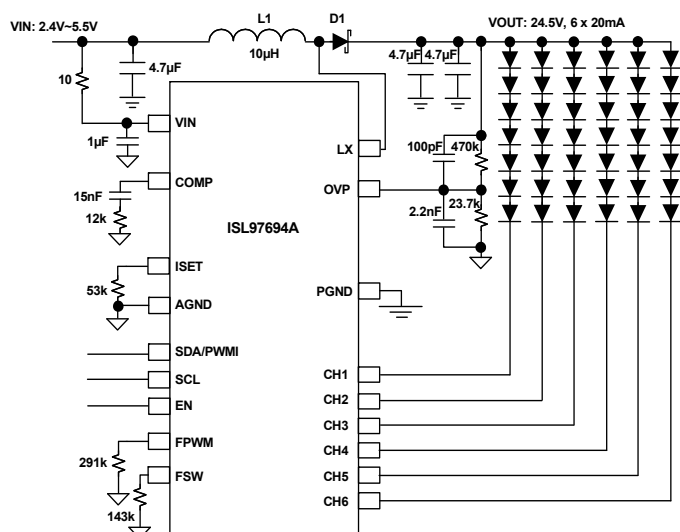 VIN: 2.4V~5.5V
L1
D1
VOUT: 24.5V, 6 x 20mA
10µH
4.7µF
4.7µF
10
4.7µF
VIN
1µF
LX
100pF
470k
COMP
OVP
15nF
12k
23.7k
2.2nF
ISL97694A
ISET
53k
AGND
PGND
SDA/PWMI
CH1
SCL
CH2
EN
CH3
FPWM
CH4
291k
FSW
CH5
143k
CH6